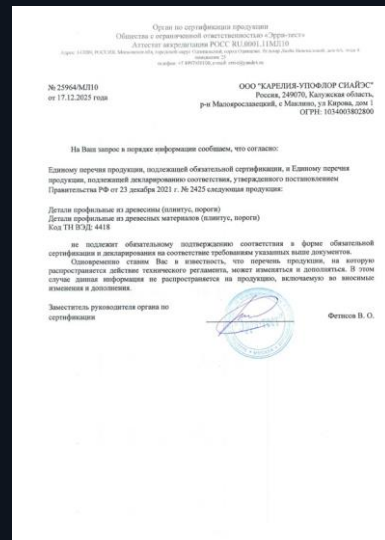 Орган по сертификации продукции
Общества с ограниченной ответственностью «Эрри-тест»
Аттестат аккредитации РОСС RU.0001.11МЛ10
№ 25964/МЛ10
от 17.12.2025 года
ООО "КАРЕЛИЯ-УПОФЛОР СИАЙЭС"
Россия, 249070, Калужская область,
р-н Малоярославецкий, с Маклино, ул Кирова, дом 1
ОГРН: 1034003802800
На Ваш запрос в порядке информации сообщаем, что согласно:
Единому перечня продукции, подлежащей обязательной сертификации, и Единому перечня
продукции, подлежащей декларированию соответствия, утвержденного постановлением
Правительства РФ от 23 декабря 2021 г. № 2425 следующая продукция:
Детали профильные из древесины (плинтус, пороги)
Детали профильные из древесных материалов (плинтус, пороги)
Код ТН ВЭД: 4418
не подлежит обязательному подтверждению соответствия в форме обязательной
сертификации и декларирования на соответствие требованиям указанных выше документов.
Одновременно ставим Вас в известность, что перечень продукции, на которую
распространяется действие технического регламента, может изменяться и дополняться. В этом
случае данная информация не распространяется на продукцию, включаемую во вносимые
изменения и дополнения.
Заместитель руководителя органа по
сертификации
Фетисов В. О.